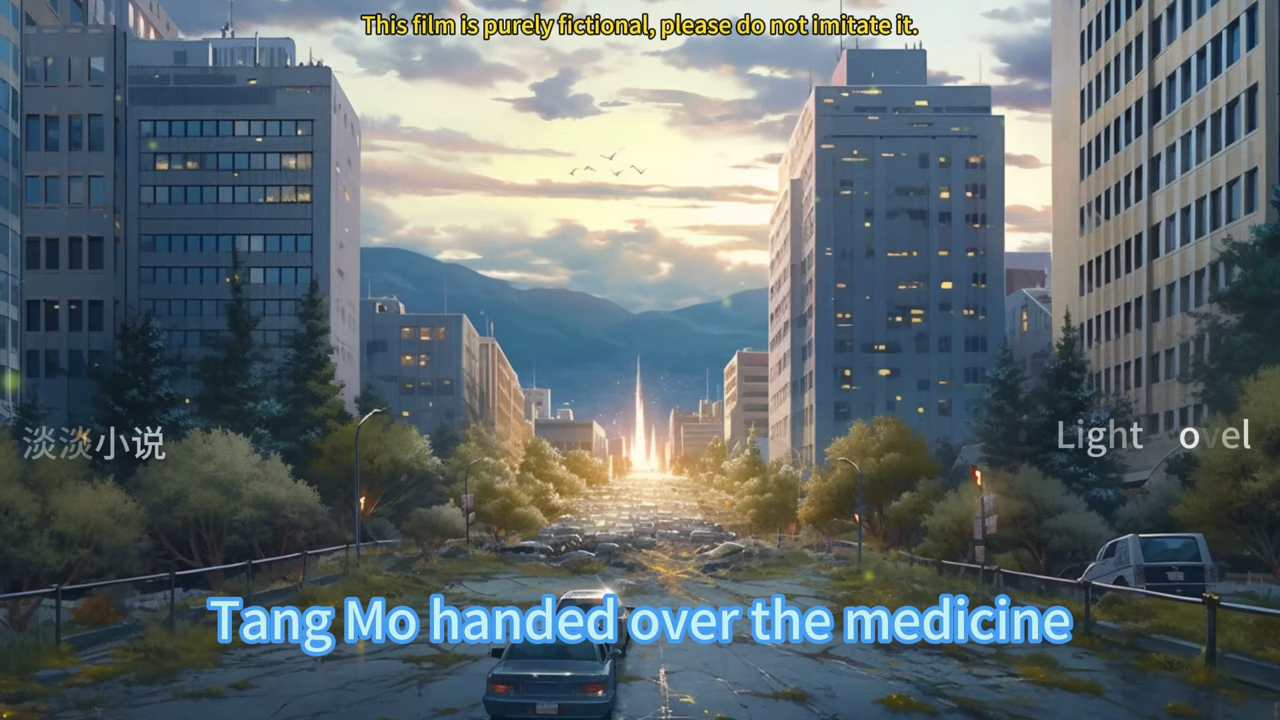 This film is purely fictional, please do not imitate it.
淡淡小说
Light ovel
Tang Mo handed over the medicine